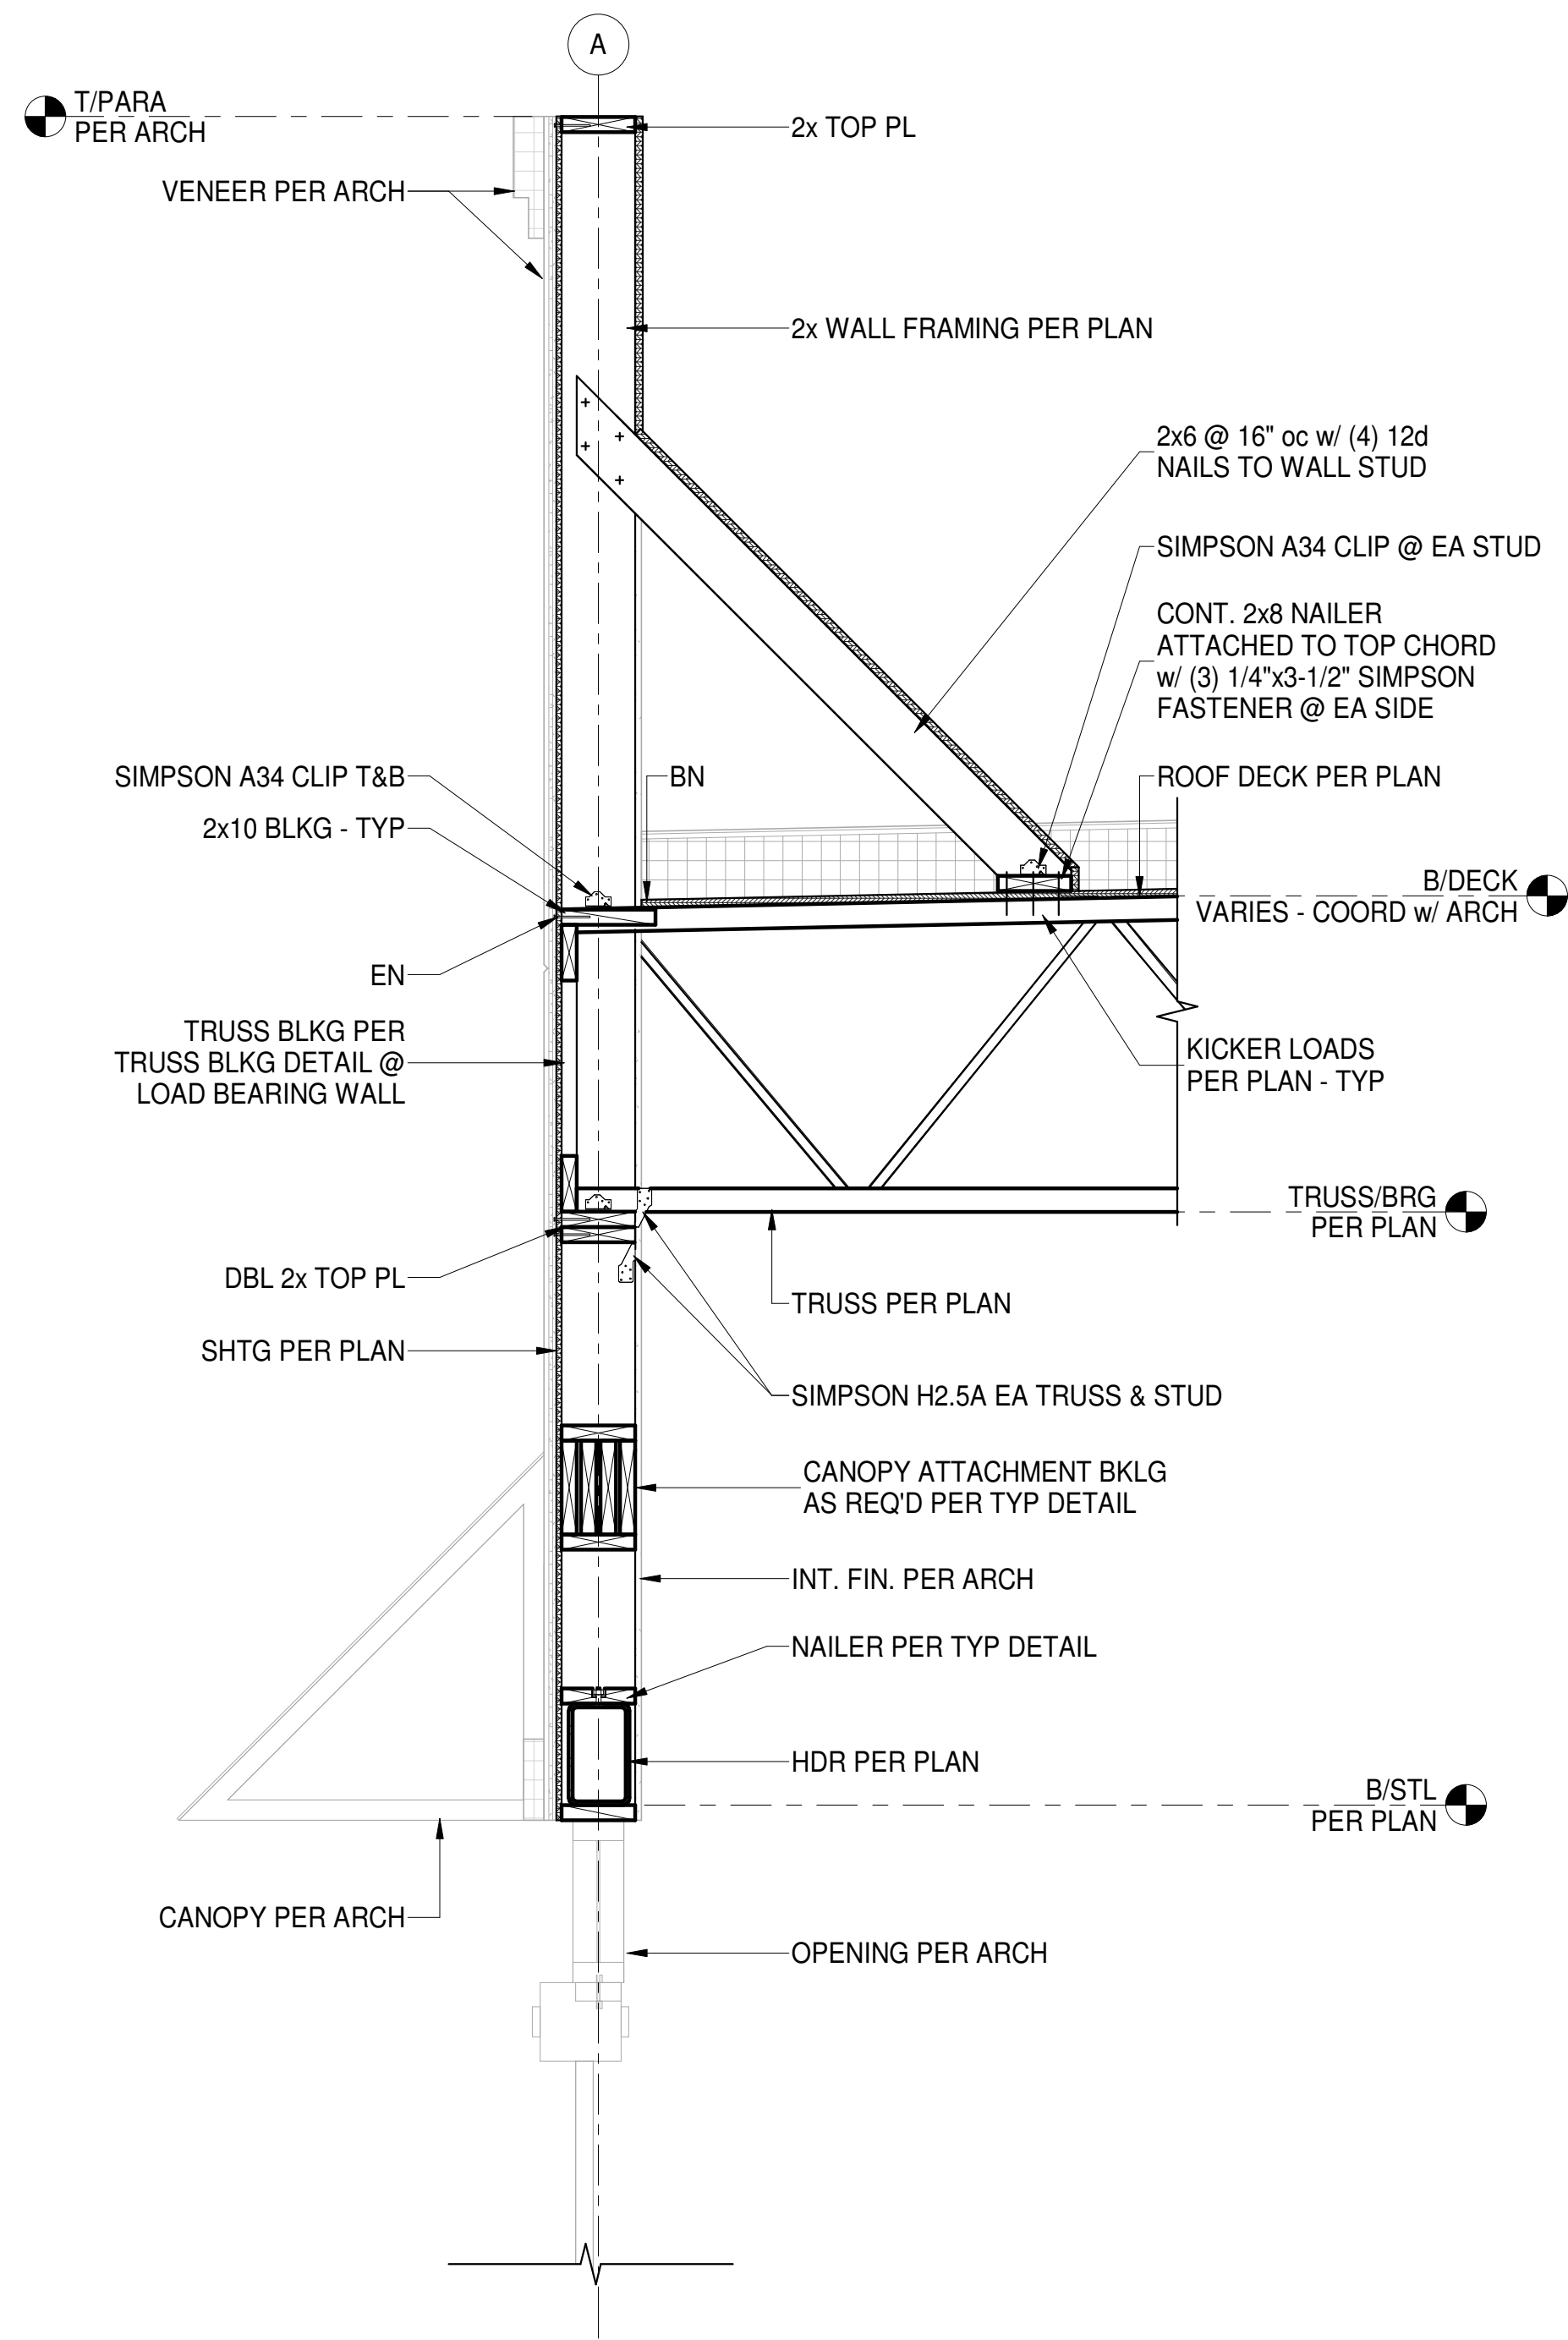 A
T/PARA
PER ARCH
2x TOP PL
VENEER PER ARCH
2x WALL FRAMING PER PLAN
2x6 @ 16" oc w/ (4) 12d
NAILS TO WALL STUD
SIMPSON A34 CLIP @ EA STUD
CONT. 2x8 NAILER
ATTACHED TO TOP CHORD
w/ (3) 1/4"x3-1/2" SIMPSON
FASTENER @ EA SIDE
SIMPSON A34 CLIP T&B
BN
ROOF DECK PER PLAN
2x10 BLKG - TYP
B/DECK
VARIES - COORD w/ ARCH
EN
TRUSS BLKG PER
TRUSS BLKG DETAIL @
LOAD BEARING WALL
KICKER LOADS
PER PLAN - TYP
TRUSS/BRG
PER PLAN
DBL 2x TOP PL
TRUSS PER PLAN
SHTG PER PLAN
SIMPSON H2.5A EA TRUSS & STUD
CANOPY ATTACHMENT BKLG
AS REQ'D PER TYP DETAIL
INT. FIN. PER ARCH
NAILER PER TYP DETAIL
HDR PER PLAN
B/STL
PER PLAN
CANOPY PER ARCH
OPENING PER ARCH